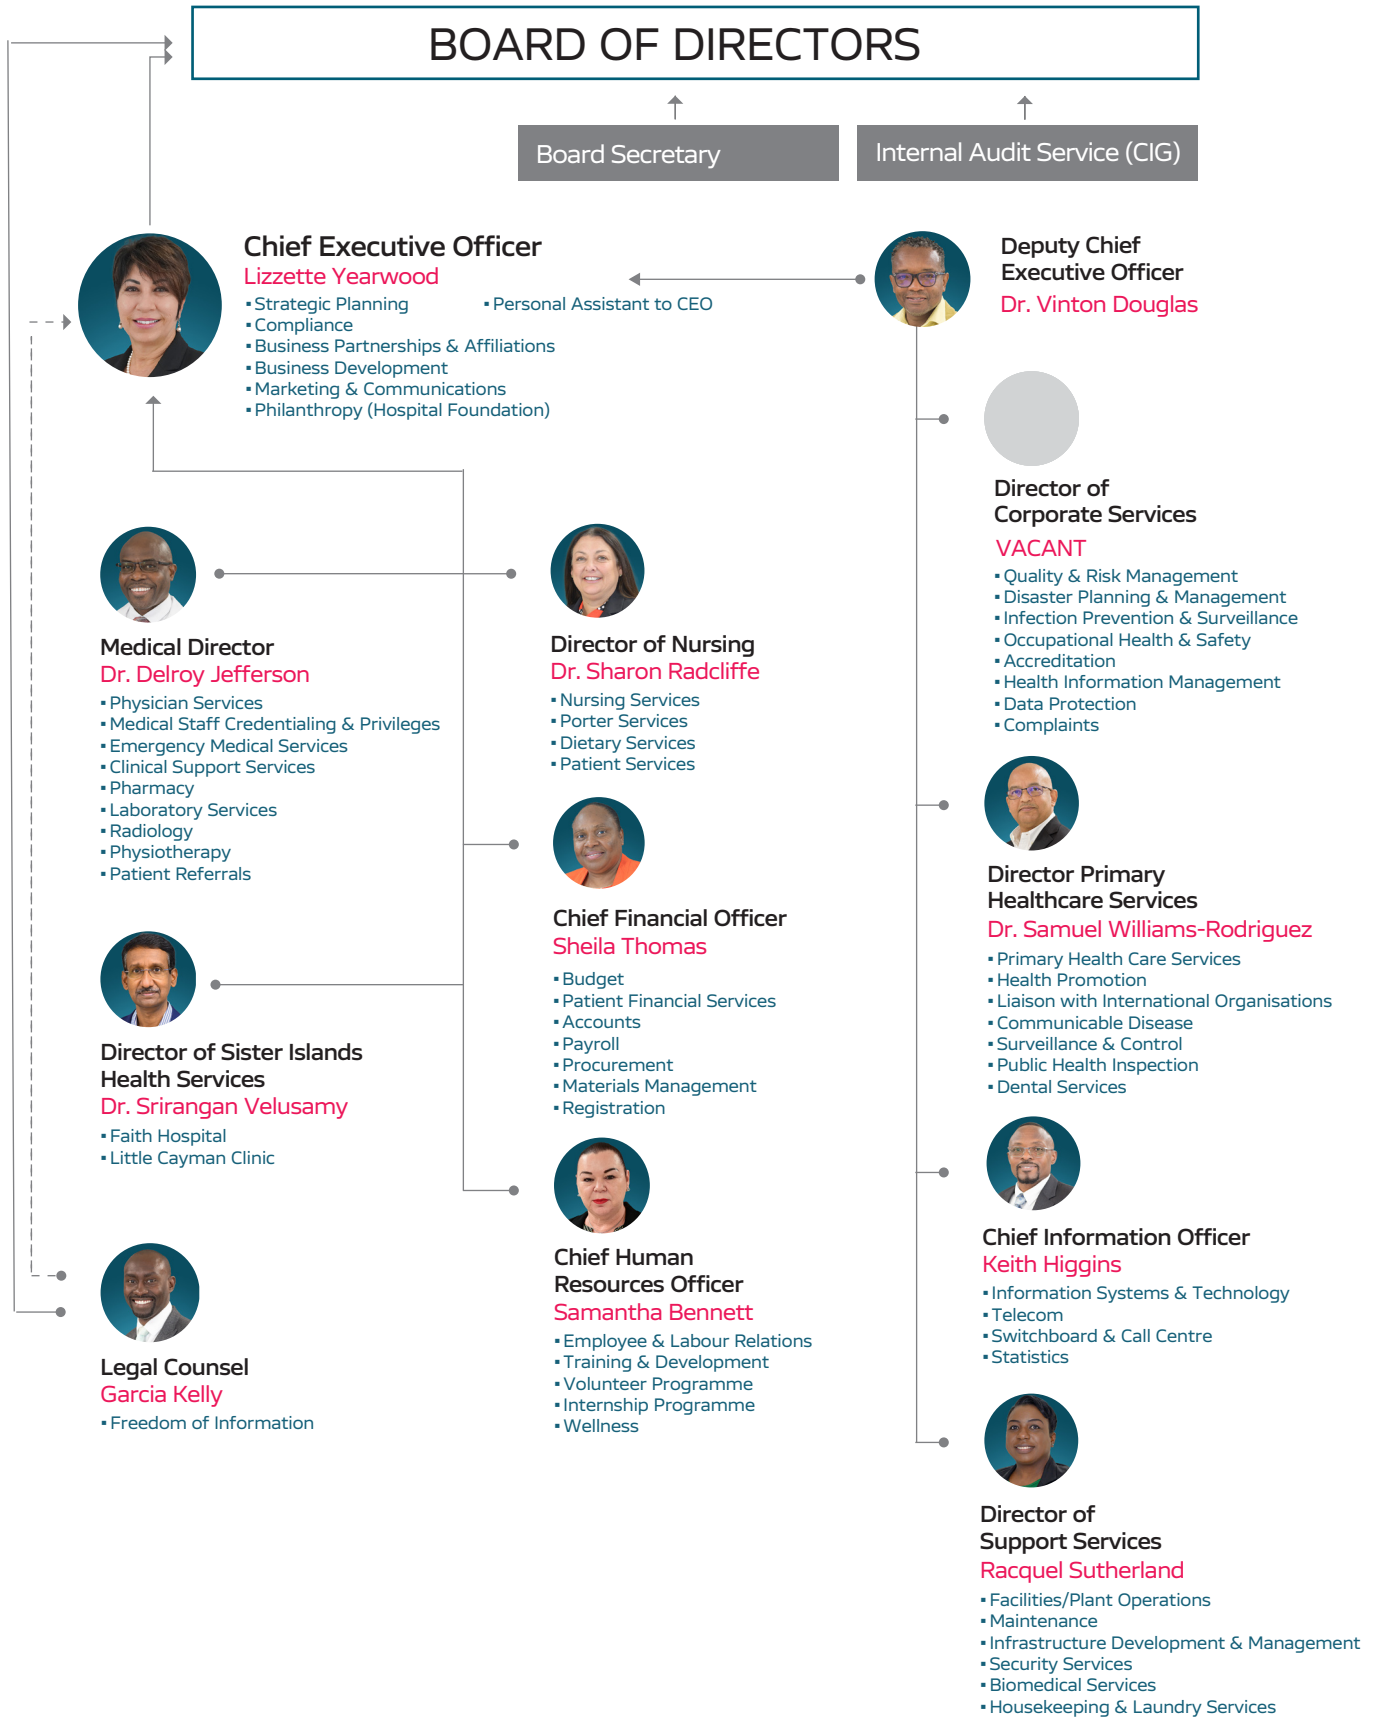 BOARD OF DIRECTORS
Board Secretary
Internal Audit Service (CIG)
Chief Executive Officer
Lizzette Yearwood
▪ Strategic Planning
▪ Compliance
▪ Business Partnerships & Affiliations
▪ Business Development
▪ Marketing & Communications
▪ Philanthropy (Hospital Foundation)
▪ Personal Assistant to CEO
Deputy Chief
Executive Officer
Dr. Vinton Douglas
Medical Director
Dr. Delroy Jefferson
▪ Physician Services
▪ Medical Staff Credentialing & Privileges
▪ Emergency Medical Services
▪ Clinical Support Services
▪ Pharmacy
▪ Laboratory Services
▪ Radiology
▪ Physiotherapy
▪ Patient Referrals
Director of Sister Islands
Health Services
Dr. Srirangan Velusamy
▪ Faith Hospital
▪ Little Cayman Clinic
Legal Counsel
Garcia Kelly
▪ Freedom of Information
Director of Nursing
Dr. Sharon Radcliffe
▪ Nursing Services
▪ Porter Services
▪ Dietary Services
▪ Patient Services
Chief Financial Officer
Sheila Thomas
▪ Budget
▪ Patient Financial Services
▪ Accounts
▪ Payroll
▪ Procurement
▪ Materials Management
▪ Registration
Chief Human
Resources Officer
Samantha Bennett
▪ Employee & Labour Relations
▪ Training & Development
▪ Volunteer Programme
▪ Internship Programme
▪ Wellness
Director of
Corporate Services
VACANT
▪ Quality & Risk Management
▪ Disaster Planning & Management
▪ Infection Prevention & Surveillance
▪ Occupational Health & Safety
▪ Accreditation
▪ Health Information Management
▪ Data Protection
▪ Complaints
Director Primary
Healthcare Services
Dr. Samuel Williams-Rodriguez
▪ Primary Health Care Services
▪ Health Promotion
▪ Liaison with International Organisations
▪ Communicable Disease
▪ Surveillance & Control
▪ Public Health Inspection
▪ Dental Services
Chief Information Officer
Keith Higgins
▪ Information Systems & Technology
▪ Telecom
▪ Switchboard & Call Centre
▪ Statistics
Director of
Support Services
Racquel Sutherland
▪ Facilities/Plant Operations
▪ Maintenance
▪ Infrastructure Development & Management
▪ Security Services
▪ Biomedical Services
▪ Housekeeping & Laundry Services